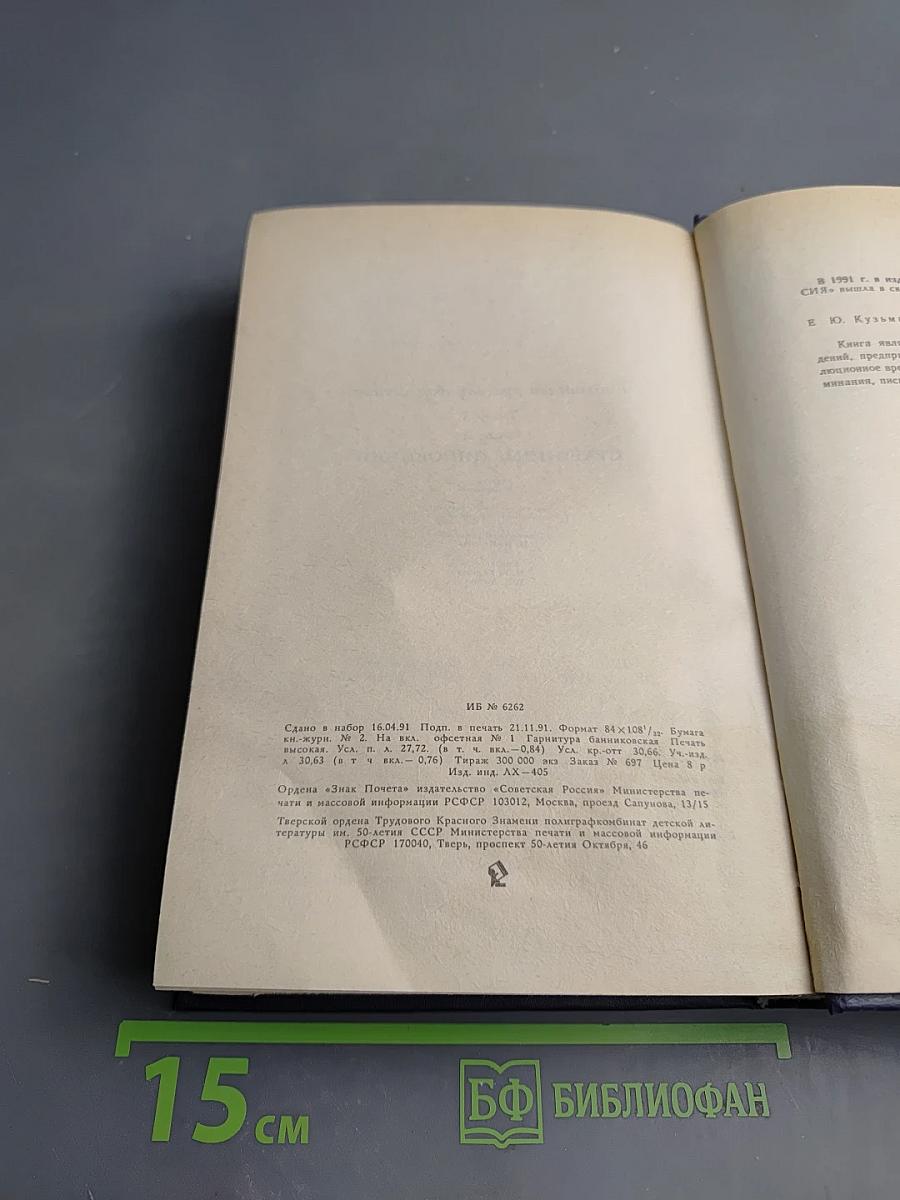 ИБ № 6262
Сдано в набор 16.04.91 Подп. в печать 21.11.91. Формат 84×108¹/₃₂. Бумага
кн.-журн. № 2. На вкл. офсетная № 1 Гарнитура банниковская Печать
высокая. Усл. п. л. 27,72. (в т. ч. вкл.—0,84) Усл. кр.-отт 30,66. Уч.-изд.
л 30,63 (в т ч вкл.— 0,76) Тираж 300 000 экз Заказ № 697 Цена 8 р
Изд. инд. ЛХ—405
Ордена «Знак Почета» издательство «Советская Россия» Министерства пе-
чати и массовой информации РСФСР 103012, Москва, проезд Сапунова, 13/15
Тверской ордена Трудового Красного Знамени полиграфкомбинат детской ли-
тературы им. 50-летия СССР Министерства печати и массовой информации
РСФСР 170040, Тверь, проспект 50-летия Октября, 46
В 1991 г. в изд
СИЯ» вышла в св
Е Ю. Кузьм
Книга явл
дений, предпр
люционное вре
минания, пис
15 см
БФ БИБЛИОФАН